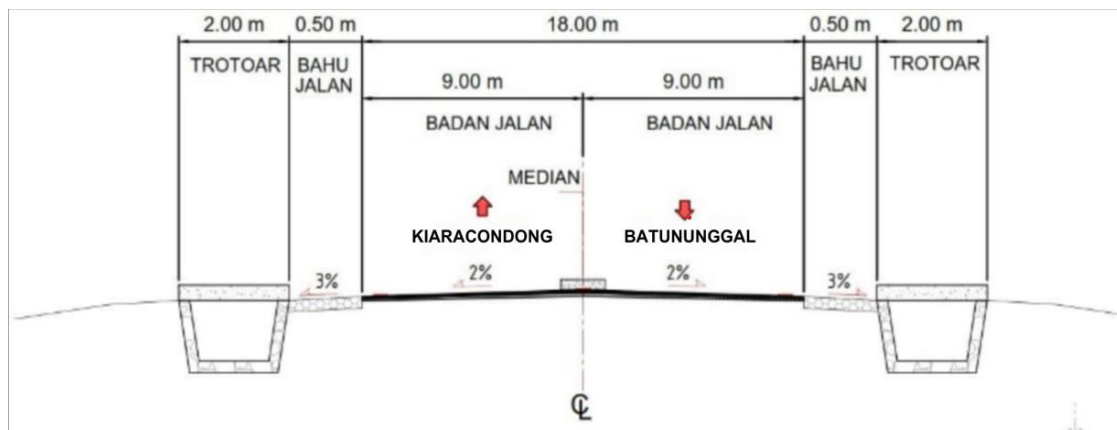 2.00 m 0.50 m 18.00 m 0.50 m 2.00 m
TROTOAR BAHU JALAN 9.00 m 9.00 m BAHU JALAN TROTOAR
BADAN JALAN BADAN JALAN
MEDIAN
KIARACONDONG BATUNUNGGAL
3% 2% 2% 3%
℄